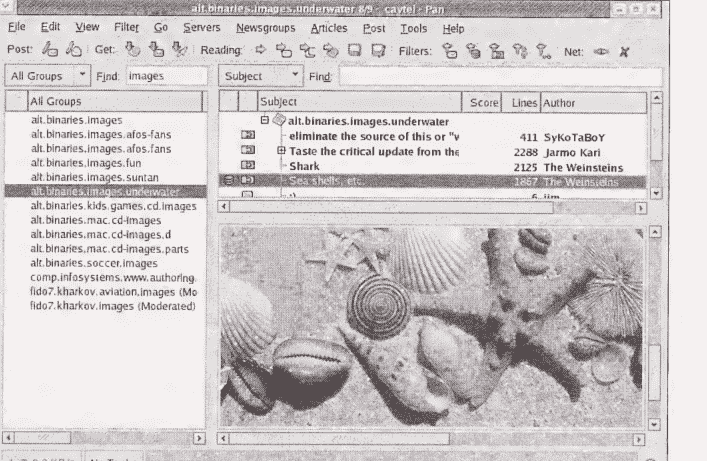 alt.binaries.images.underwater 8/9 - cavtel - Pan
File Edit View Filter Go Servers Newsgroups Articles Post Tools Help
Post: Get: Reading: Filters: Net:
All Groups Find: images Subject Find:
All Groups
alt.binaries.images
alt.binaries.images.afos-fans
alt.binaries.images.afos.fans
alt.binaries.images.fun
alt.binaries.images.suntan
alt.binaries.images.underwater
alt.binaries.kids.games.cd.images
alt.binaries.mac.cd-images
alt.binaries.mac.cd-images.d
alt.binaries.mac.cd-images.parts
alt.binaries.soccer.images
comp.infosystems.www.authoring.
fido7.kharkov.aviation.images (Mo
fido7.kharkov.images (Moderated)
Subject Score Lines Author
alt.binaries.images.underwater
eliminate the source of this or "v 411 SyKoTaBoY
Taste the critical update from the 2288 Jarmo Kari
Shark 2125 The Weinsteins
Sea shells, etc. 1867 The Weinsteins
:) 6 jim